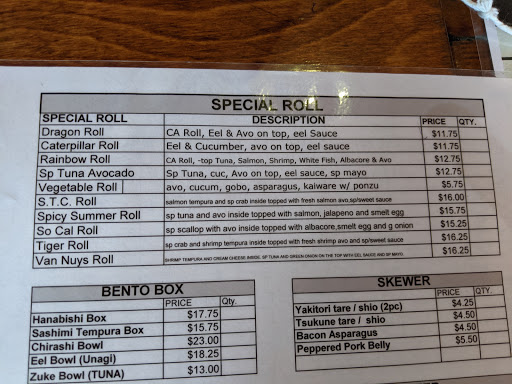 SPECIAL ROLL
SPECIAL ROLL DESCRIPTION PRICE QTY.
Dragon Roll CA Roll, Eel & Avo on top, eel Sauce $11.75
Caterpillar Roll Eel & Cucumber, avo on top, eel sauce $11.75
Rainbow Roll CA Roll, -top Tuna, Salmon, Shrimp, White Fish, Albacore & Avo $12.75
Sp Tuna Avocado Sp Tuna, cuc, Avo on top, eel sauce, sp mayo $12.75
Vegetable Roll avo, cucum, gobo, asparagus, kaiware w/ ponzu $5.75
S.T.C. Roll salmon tempura and sp crab inside topped with fresh salmon avo,sp/sweet sauce $16.00
Spicy Summer Roll sp tuna and avo inside topped with salmon, jalapeno and smelt egg $15.75
So Cal Roll sp scallop with avo inside topped with albacore,smelt egg and g onion $15.25
Tiger Roll sp crab and shrimp tempura inside topped with fresh shrimp avo and sp/sweet sauce $16.25
Van Nuys Roll SHRIMP TEMPURA AND CREAM CHEESE INSIDE, SP TUNA AND GREEN ONION ON THE TOP WITH EEL SAUCE AND SP MAYO. $16.25
BENTO BOX
PRICE Qty.
Hanabishi Box $17.75
Sashimi Tempura Box $15.75
Chirashi Bowl $23.00
Eel Bowl (Unagi) $18.25
Zuke Bowl (TUNA) $13.00
SKEWER
PRICE QTY.
Yakitori tare / shio (2pc) $4.25
Tsukune tare / shio $4.50
Bacon Asparagus $4.50
Peppered Pork Belly $5.50